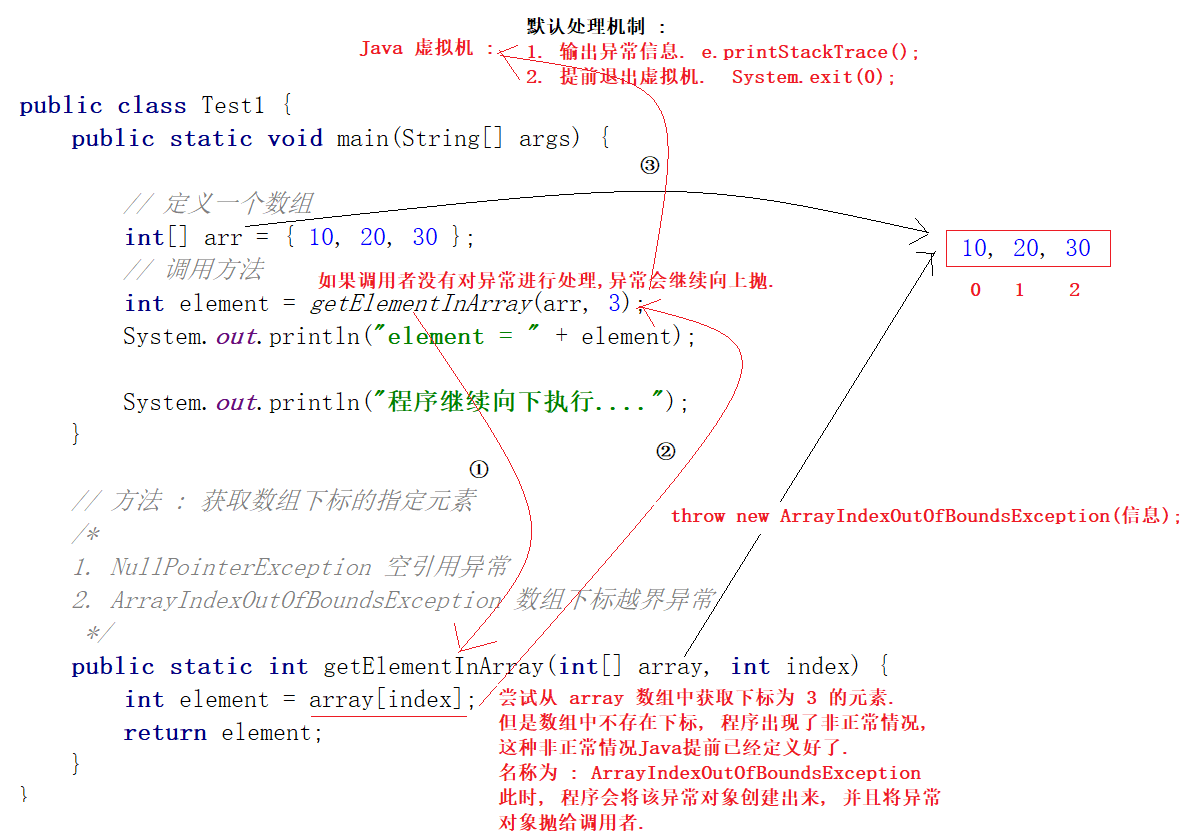 默认处理机制 :
Java 虚拟机 :
1. 输出异常信息. e.printStackTrace();
2. 提前退出虚拟机. System.exit(0);
public class Test1 {
public static void main(String[] args) {
③
// 定义一个数组
int[] arr = { 10, 20, 30 };
10, 20, 30
0 1 2
// 调用方法
如果调用者没有对异常进行处理,异常会继续向上抛.
int element = getElementInArray(arr, 3);
System.out.println("element = " + element);
System.out.println("程序继续向下执行....");
}
②
①
// 方法 : 获取数组下标的指定元素
throw new ArrayIndexOutOfBoundsException(信息);
/*
1. NullPointerException 空引用异常
2. ArrayIndexOutOfBoundsException 数组下标越界异常
*/
public static int getElementInArray(int[] array, int index) {
int element = array[index];
return element;
}
}
尝试从 array 数组中获取下标为 3 的元素.
但是数组中不存在下标, 程序出现了非正常情况,
这种非正常情况Java提前已经定义好了.
名称为 : ArrayIndexOutOfBoundsException
此时, 程序会将该异常对象创建出来, 并且将异常
对象抛给调用者.